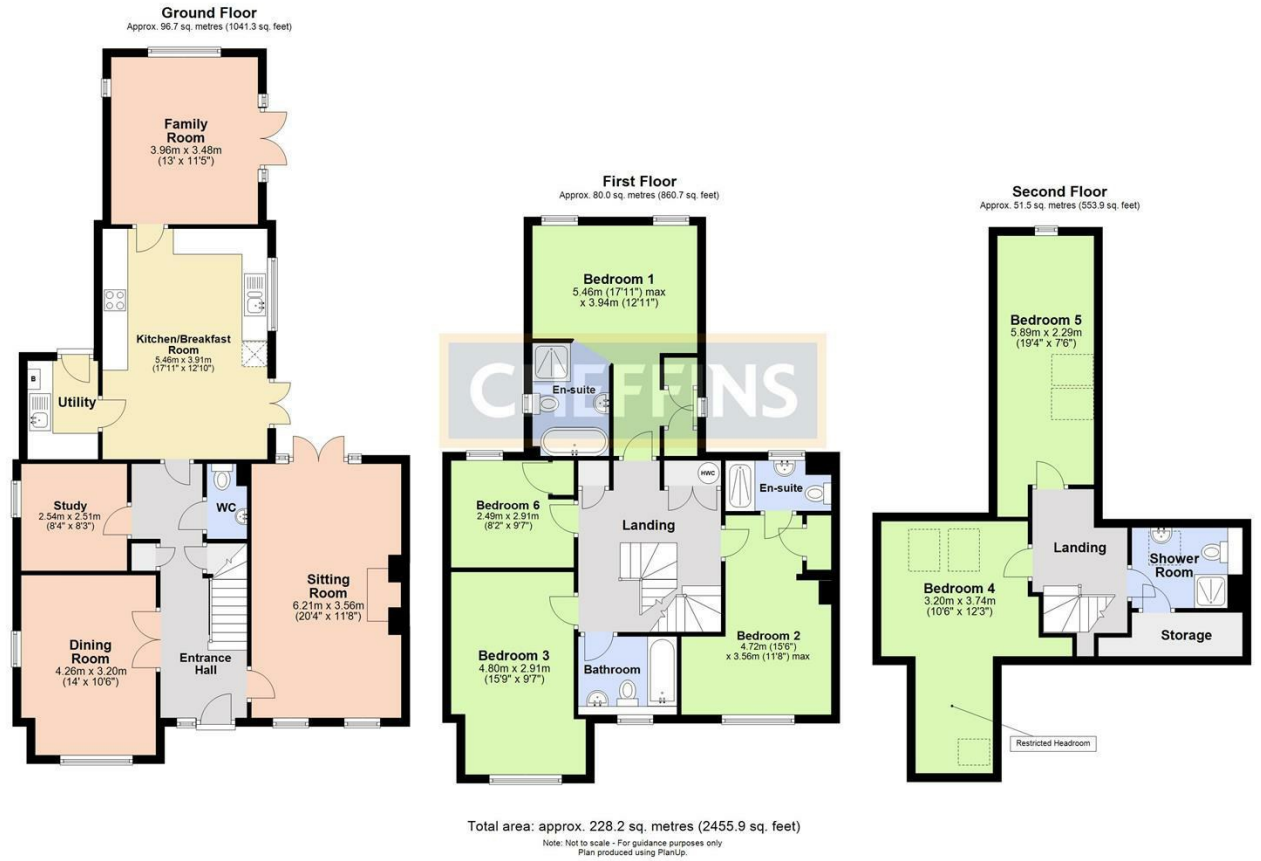 Ground Floor
Approx. 96.7 sq. metres (1041.3 sq. feet)
Family
Room
3.96m x 3.48m
(13' x 11'5")
Kitchen/Breakfast
Room
5.46m x 3.91m
(17'11" x 12'10")
B
Utility
Study
2.54m x 2.51m
(8'4" x 8'3")
WC
Sitting
Room
6.21m x 3.56m
(20'4" x 11'8")
Dining
Room
4.26m x 3.20m
(14' x 10'6")
Entrance
Hall
First Floor
Approx. 80.0 sq. metres (860.7 sq. feet)
Bedroom 1
5.46m (17'11") max
x 3.94m (12'11")
CHEFFINS
En-suite
HWC
En-suite
Bedroom 6
2.49m x 2.91m
(8'2" x 9'7")
Landing
Bedroom 2
4.72m (15'6")
x 3.56m (11'8") max
Bedroom 3
4.80m x 2.91m
(15'9" x 9'7")
Bathroom
Second Floor
Approx. 51.5 sq. metres (553.9 sq. feet)
Bedroom 5
5.89m x 2.29m
(19'4" x 7'6")
Landing
Shower
Room
Bedroom 4
3.20m x 3.74m
(10'6" x 12'3")
Storage
Restricted Headroom
Total area: approx. 228.2 sq. metres (2455.9 sq. feet)
Note: Not to scale - For guidance purposes only
Plan produced using PlanUp.